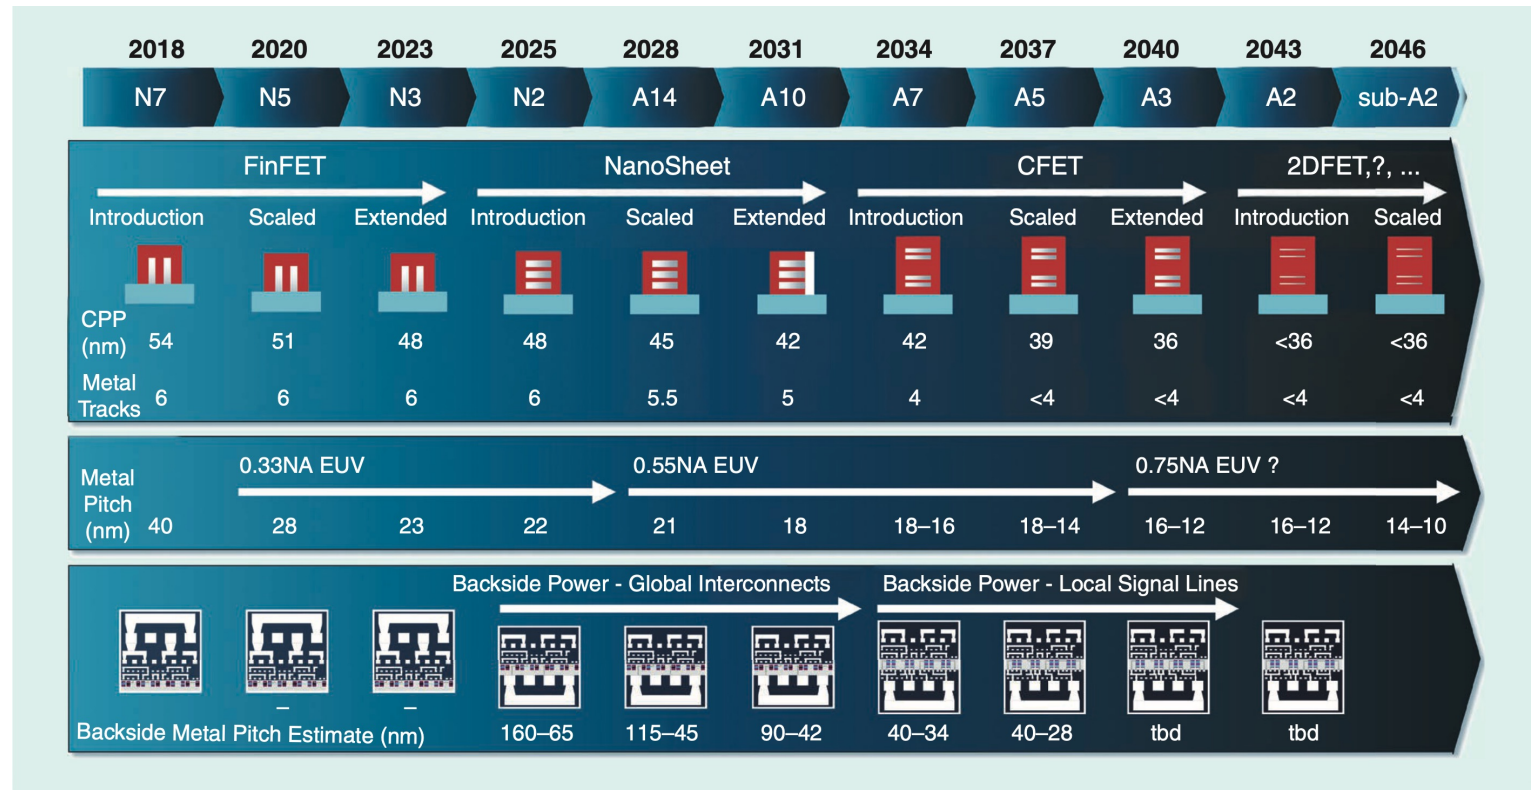 2018 2020 2023 2025 2028 2031 2034 2037 2040 2043 2046
N7 N5 N3 N2 A14 A10 A7 A5 A3 A2 sub-A2
FinFET NanoSheet CFET 2DFET,?, ...
Introduction Scaled Extended Introduction Scaled Extended Introduction Scaled Extended Introduction Scaled
CPP
(nm) 54 51 48 48 45 42 42 39 36 <36 <36
Metal
Tracks 6 6 6 6 5.5 5 4 <4 <4 <4 <4
0.33NA EUV 0.55NA EUV 0.75NA EUV ?
Metal
Pitch
(nm) 40 28 23 22 21 18 18–16 18–14 16–12 16–12 14–10
Backside Power - Global Interconnects Backside Power - Local Signal Lines
– –
Backside Metal Pitch Estimate (nm) 160–65 115–45 90–42 40–34 40–28 tbd tbd